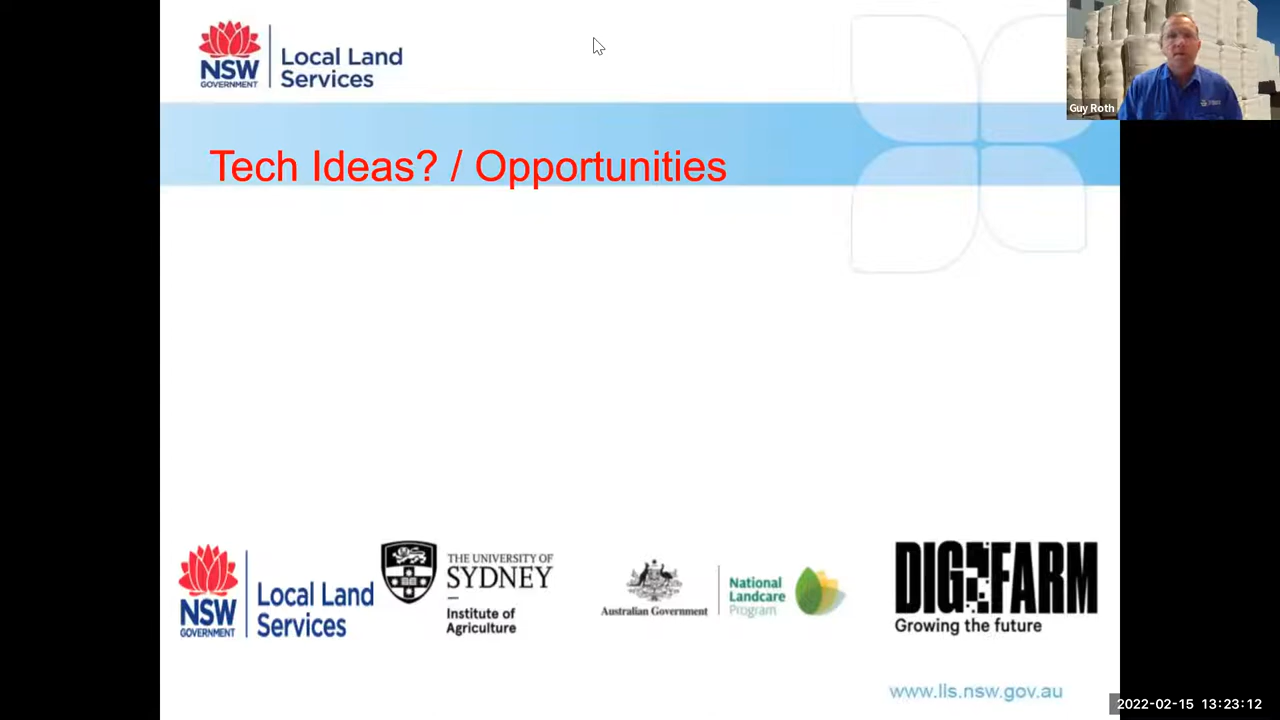 NSW
GOVERNMENT
Local Land
Services
Guy Roth
Tech Ideas? / Opportunities
NSW
GOVERNMENT
Local Land
Services
THE UNIVERSITY OF
SYDNEY
Institute of
Agriculture
Australian Government
National
Landcare
Program
DIGIFARM
Growing the future
www.lls.nsw.gov.au
2022-02-15 13:23:12